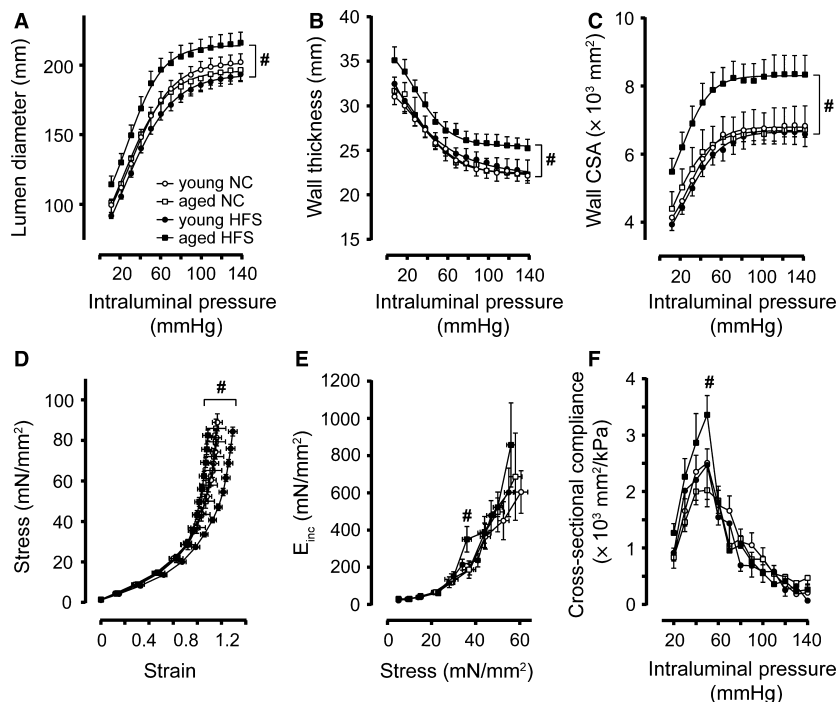 A
Lumen diameter (mm)
200
150
100
young NC
aged NC
young HFS
aged HFS
#
20 60 100 140
Intraluminal pressure
(mmHg)
B
Wall thickness (mm)
40
35
30
25
20
15
#
20 60 100 140
Intraluminal pressure
(mmHg)
C
Wall CSA (× 10³ mm²)
10
8
6
4
#
20 60 100 140
Intraluminal pressure
(mmHg)
D
Stress (mN/mm²)
100
80
60
40
20
0
#
0 0.4 0.8 1.2
Strain
E
Einc (mN/mm²)
1200
1000
800
600
400
200
0
#
0 20 40 60
Stress (mN/mm²)
F
Cross-sectional compliance
(× 10³ mm²/kPa)
4
3
2
1
0
#
20 60 100 140
Intraluminal pressure
(mmHg)